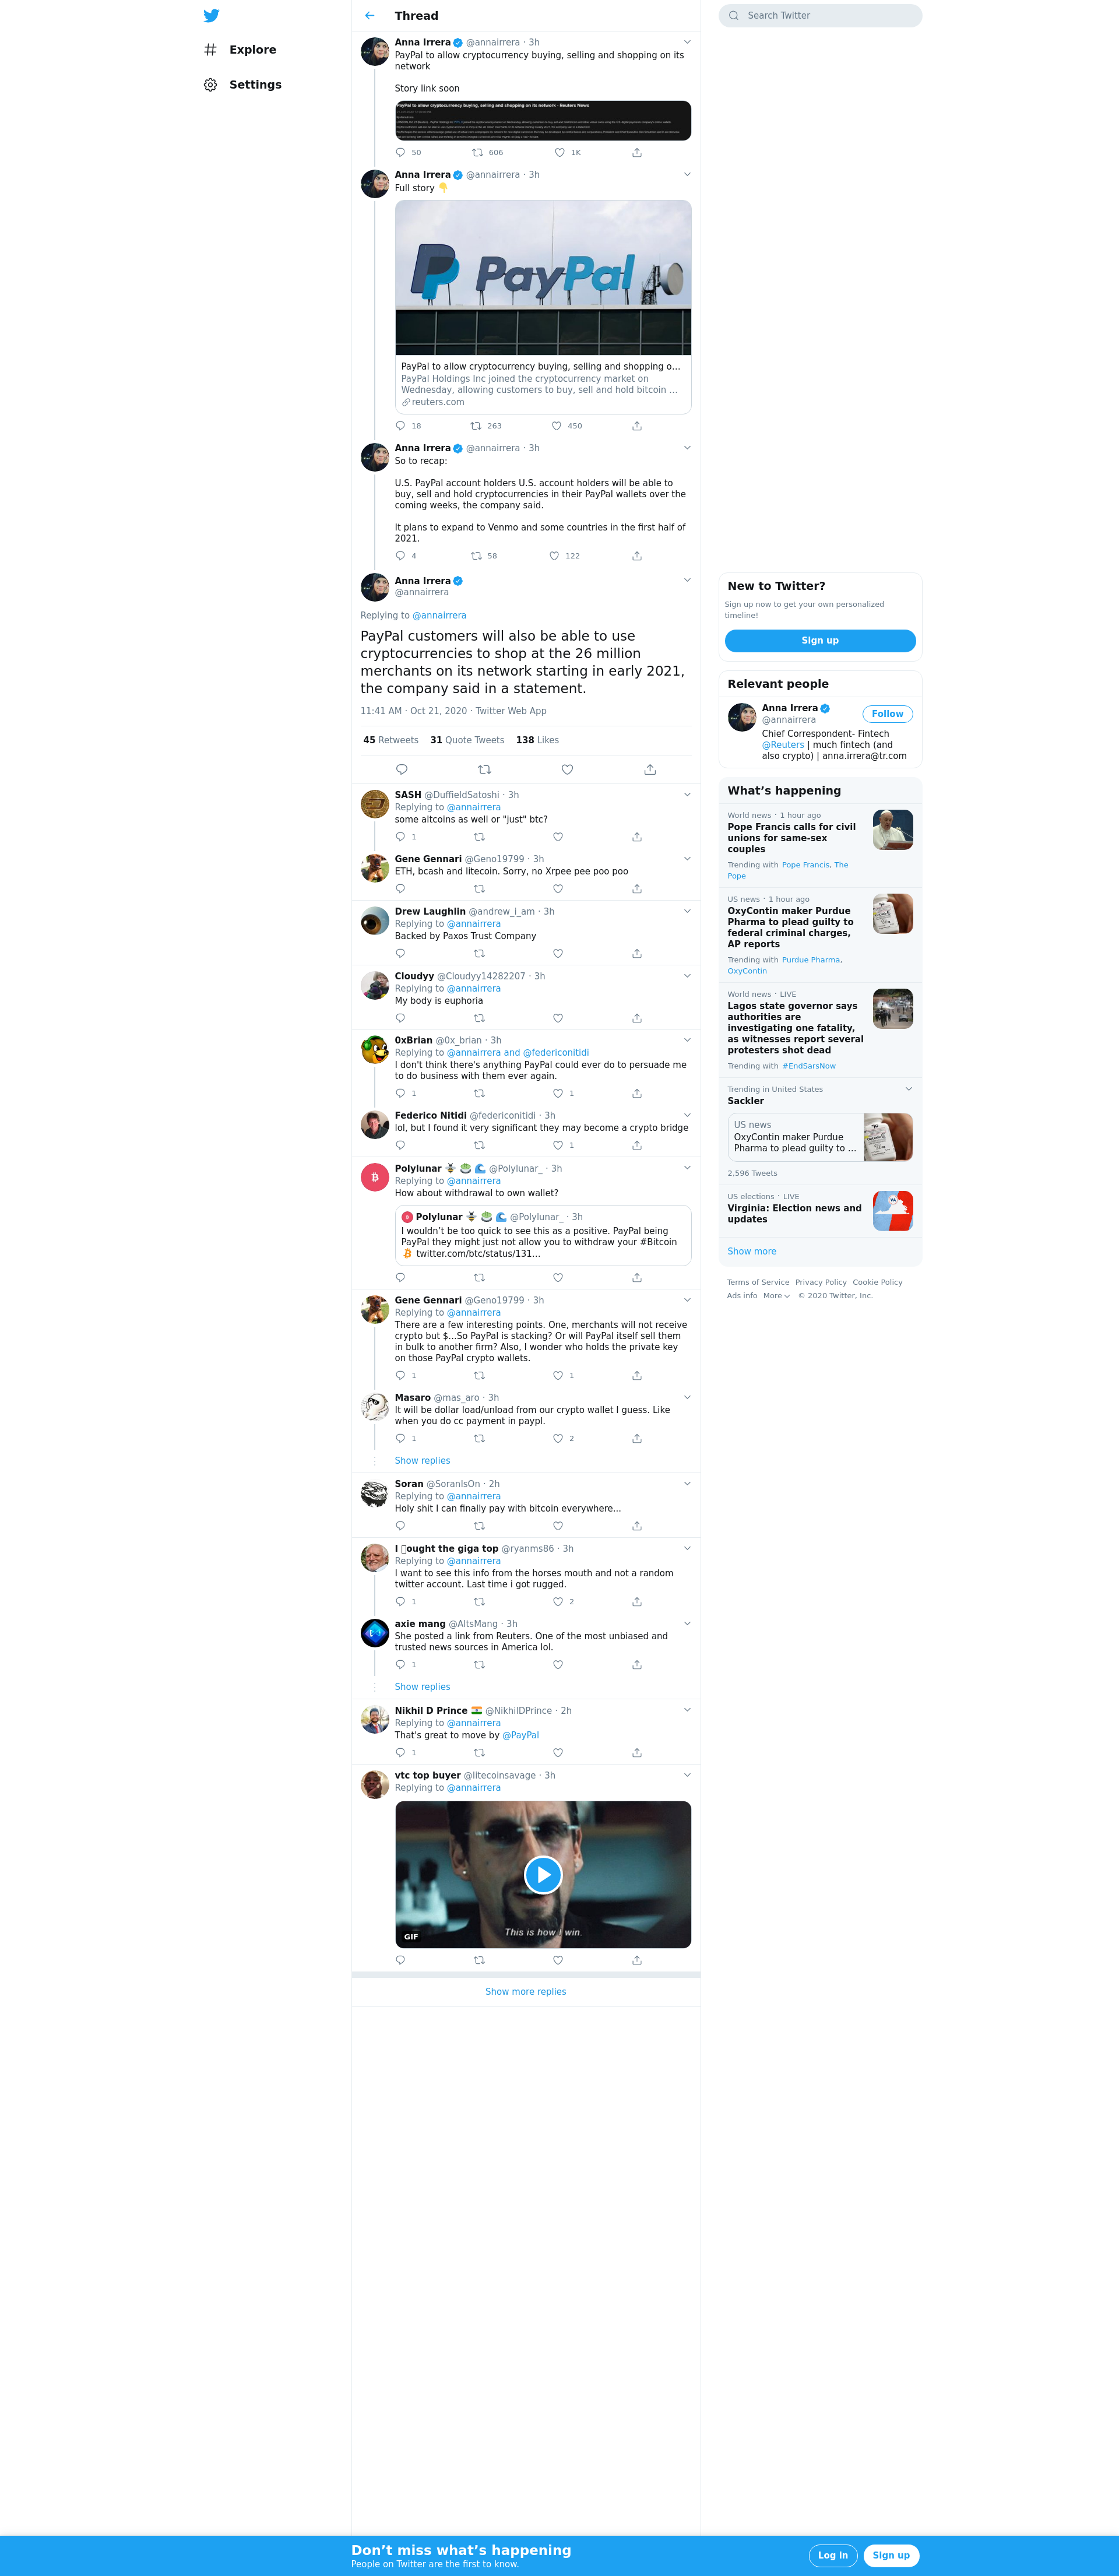 Explore
Settings
Thread
Anna Irrera @annairrera · 3h
PayPal to allow cryptocurrency buying, selling and shopping on its
network
Story link soon
PayPal to allow cryptocurrency buying, selling and shopping on its network - Reuters News
50 606 1K
Anna Irrera @annairrera · 3h
Full story 👇
PayPal
PayPal to allow cryptocurrency buying, selling and shopping o…
PayPal Holdings Inc joined the cryptocurrency market on
Wednesday, allowing customers to buy, sell and hold bitcoin …
reuters.com
18 263 450
Anna Irrera @annairrera · 3h
So to recap:
U.S. PayPal account holders U.S. account holders will be able to
buy, sell and hold cryptocurrencies in their PayPal wallets over the
coming weeks, the company said.
It plans to expand to Venmo and some countries in the first half of
2021.
4 58 122
Anna Irrera
@annairrera
Replying to @annairrera
PayPal customers will also be able to use
cryptocurrencies to shop at the 26 million
merchants on its network starting in early 2021,
the company said in a statement.
11:41 AM · Oct 21, 2020 · Twitter Web App
45 Retweets 31 Quote Tweets 138 Likes
SASH @DuffieldSatoshi · 3h
Replying to @annairrera
some altcoins as well or "just" btc?
1
Gene Gennari @Geno19799 · 3h
ETH, bcash and litecoin. Sorry, no Xrpee pee poo poo
Drew Laughlin @andrew_i_am · 3h
Replying to @annairrera
Backed by Paxos Trust Company
Cloudyy @Cloudyy14282207 · 3h
Replying to @annairrera
My body is euphoria
0xBrian @0x_brian · 3h
Replying to @annairrera and @federiconitidi
I don't think there's anything PayPal could ever do to persuade me
to do business with them ever again.
1 1
Federico Nitidi @federiconitidi · 3h
lol, but I found it very significant they may become a crypto bridge
1
Polylunar 🐝 🍵 🌊 @Polylunar_ · 3h
Replying to @annairrera
How about withdrawal to own wallet?
Polylunar 🐝 🍵 🌊 @Polylunar_ · 3h
I wouldn't be too quick to see this as a positive. PayPal being
PayPal they might just not allow you to withdraw your #Bitcoin
twitter.com/btc/status/131…
Gene Gennari @Geno19799 · 3h
Replying to @annairrera
There are a few interesting points. One, merchants will not receive
crypto but $...So PayPal is stacking? Or will PayPal itself sell them
in bulk to another firm? Also, I wonder who holds the private key
on those PayPal crypto wallets.
1 1
Masaro @mas_aro · 3h
It will be dollar load/unload from our crypto wallet I guess. Like
when you do cc payment in paypl.
1 2
Show replies
Soran @SoranIsOn · 2h
Replying to @annairrera
Holy shit I can finally pay with bitcoin everywhere...
I ought the giga top @ryanms86 · 3h
Replying to @annairrera
I want to see this info from the horses mouth and not a random
twitter account. Last time i got rugged.
1 2
axie mang @AltsMang · 3h
She posted a link from Reuters. One of the most unbiased and
trusted news sources in America lol.
1
Show replies
Nikhil D Prince 🇮🇳 @NikhilDPrince · 2h
Replying to @annairrera
That's great to move by @PayPal
1
vtc top buyer @litecoinsavage · 3h
Replying to @annairrera
This is how I win.
GIF
Show more replies
Search Twitter
New to Twitter?
Sign up now to get your own personalized
timeline!
Sign up
Relevant people
Anna Irrera
@annairrera
Follow
Chief Correspondent- Fintech
@Reuters | much fintech (and
also crypto) | anna.irrera@tr.com
What's happening
World news · 1 hour ago
Pope Francis calls for civil
unions for same-sex
couples
Trending with Pope Francis, The
Pope
US news · 1 hour ago
OxyContin maker Purdue
Pharma to plead guilty to
federal criminal charges,
AP reports
Trending with Purdue Pharma,
OxyContin
World news · LIVE
Lagos state governor says
authorities are
investigating one fatality,
as witnesses report several
protesters shot dead
Trending with #EndSarsNow
Trending in United States
Sackler
US news
OxyContin maker Purdue
Pharma to plead guilty to …
2,596 Tweets
US elections · LIVE
Virginia: Election news and
updates
VA
Show more
Terms of Service Privacy Policy Cookie Policy
Ads info More © 2020 Twitter, Inc.
Don't miss what's happening
People on Twitter are the first to know.
Log in
Sign up